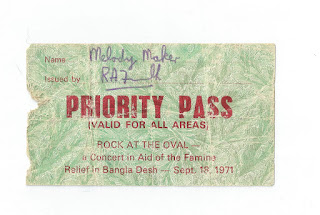 Name Melody Maker
Issued by
PRIORITY PASS
(VALID FOR ALL AREAS)
ROCK AT THE OVAL —
a Concert in Aid of the Famine
Relief in Bangla Desh — Sept. 18, 1971